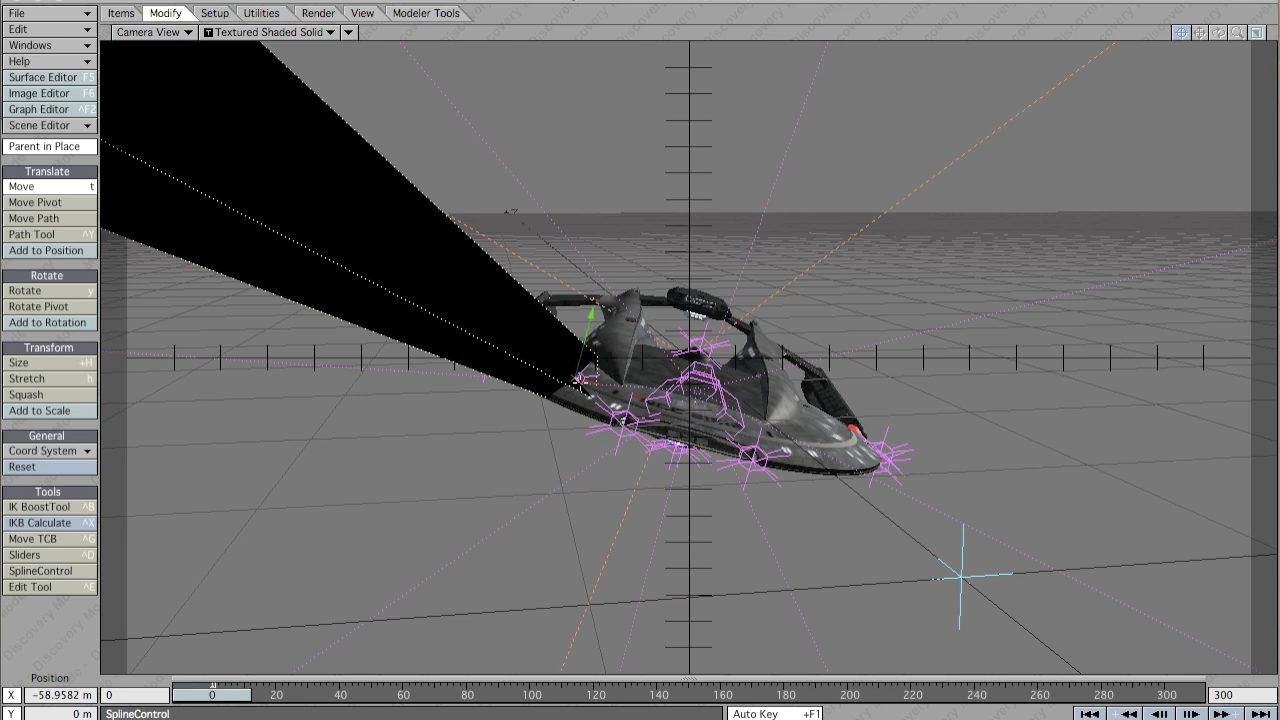 Items Modify Setup Utilities Render View Modeler Tools
Camera View T Textured Shaded Solid
File
Edit
Windows
Help
Surface Editor F5
Image Editor F6
Graph Editor ^F2
Scene Editor
Parent in Place
Translate
Move t
Move Pivot
Move Path
Path Tool ^Y
Add to Position
Rotate
Rotate y
Rotate Pivot
Add to Rotation
Transform
Size +H
Stretch h
Squash
Add to Scale
General
Coord System
Reset
Tools
IK BoostTool ^B
IKB Calculate ^X
Move TCB ^G
Sliders ^D
SplineControl
Edit Tool ^E
Position
X -58.9582 m 0 0 20 40 60 80 100 120 140 160 180 200 220 240 260 280 300 300
Y 0 m SplineControl Auto Key +F1